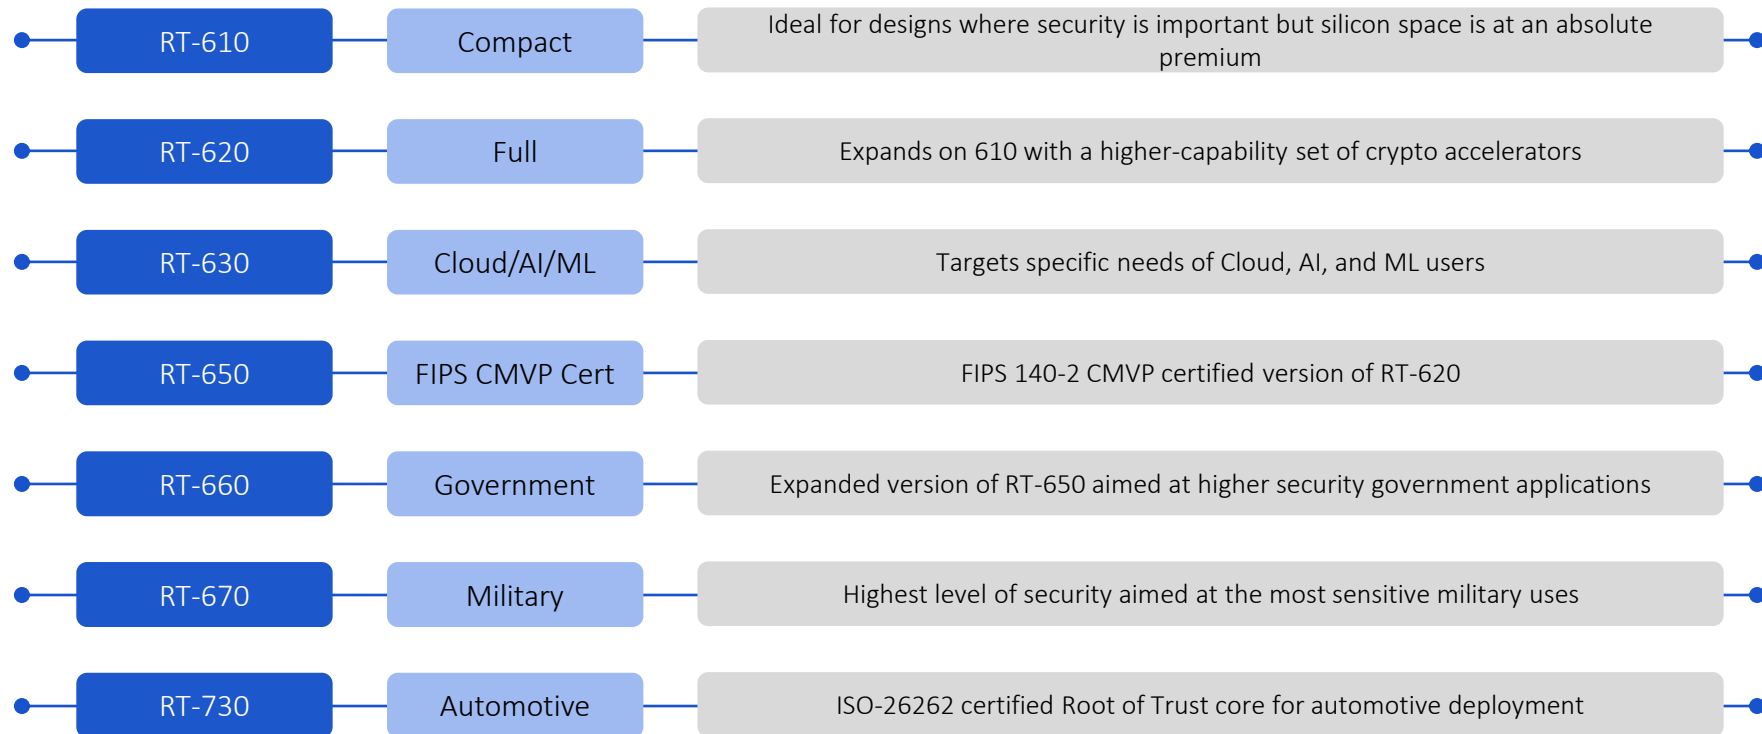 RT-610
Compact
Ideal for designs where security is important but silicon space is at an absolute
premium
RT-620
Full
Expands on 610 with a higher-capability set of crypto accelerators
RT-630
Cloud/AI/ML
Targets specific needs of Cloud, AI, and ML users
RT-650
FIPS CMVP Cert
FIPS 140-2 CMVP certified version of RT-620
RT-660
Government
Expanded version of RT-650 aimed at higher security government applications
RT-670
Military
Highest level of security aimed at the most sensitive military uses
RT-730
Automotive
ISO-26262 certified Root of Trust core for automotive deployment